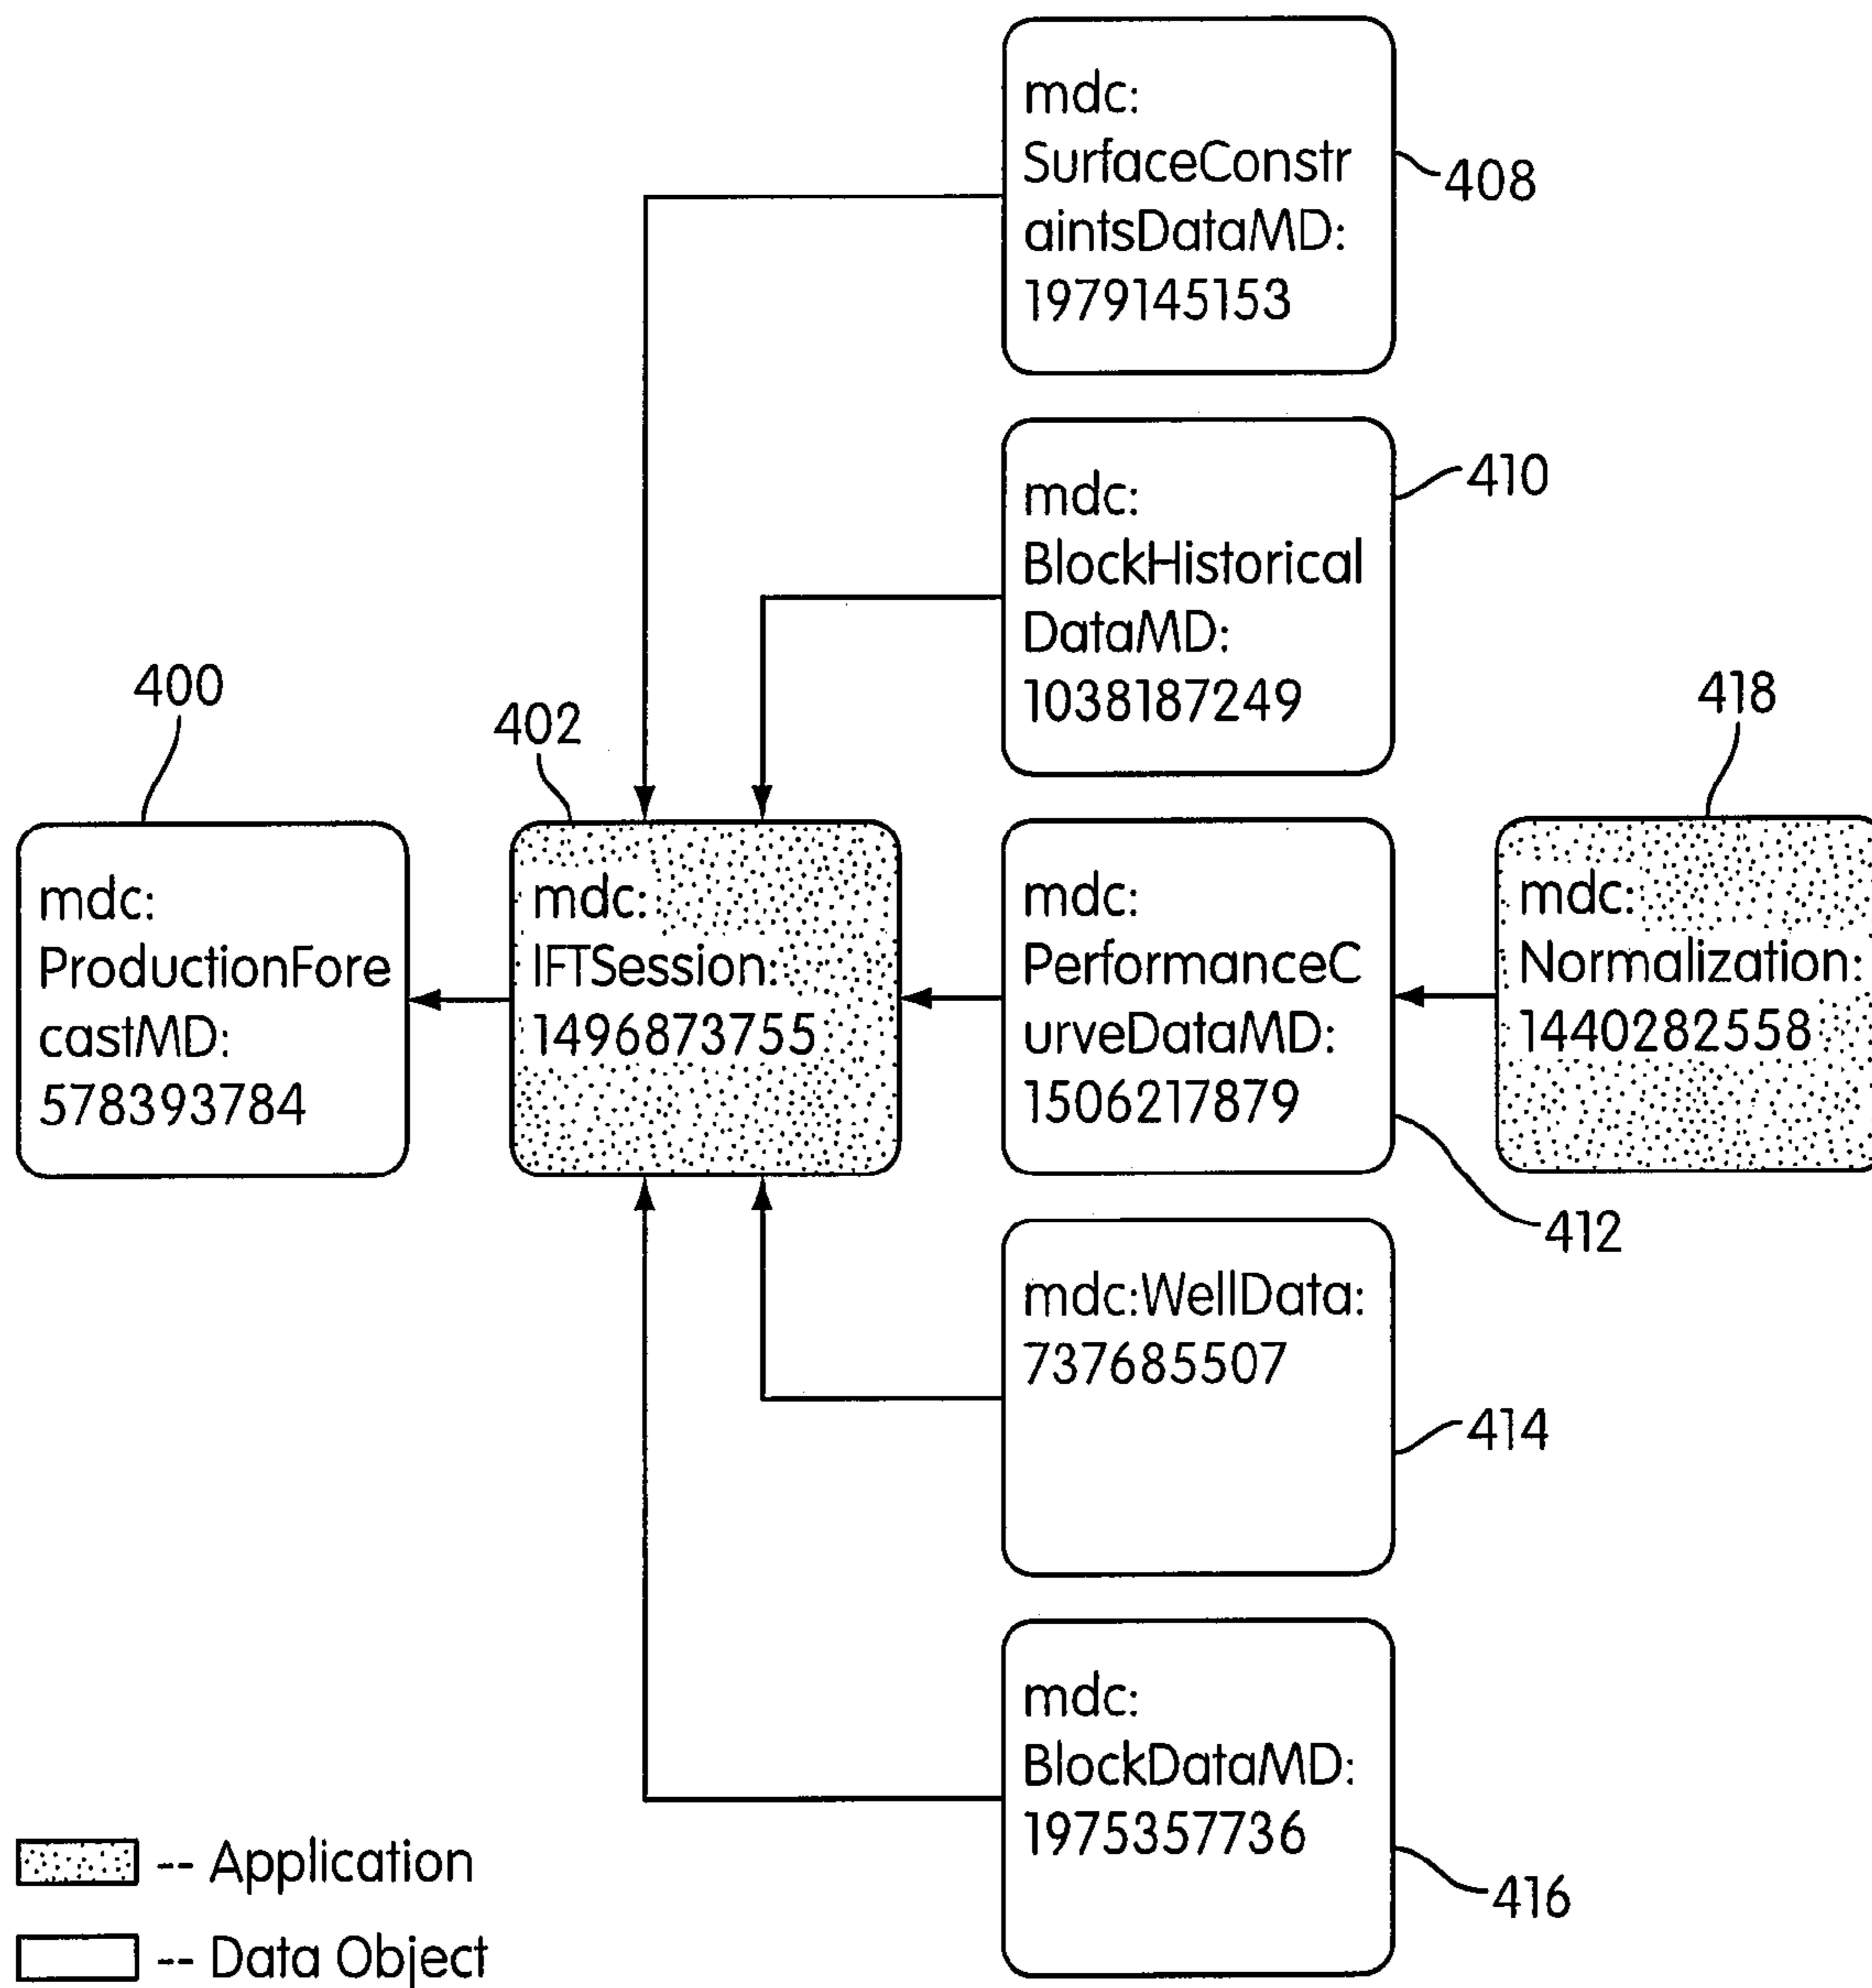 mdc:
SurfaceConstr
aintsDataMD:
1979145153
408
mdc:
BlockHistorical
DataMD:
1038187249
410
400
mdc:
ProductionFore
castMD:
578393784
402
mdc:
IFTSession:
1496873755
mdc:
PerformanceC
urveDataMD:
1506217879
412
418
mdc:
Normalization:
1440282558
mdc:WellData:
737685507
414
mdc:
BlockDataMD:
1975357736
416
-- Application
-- Data Object